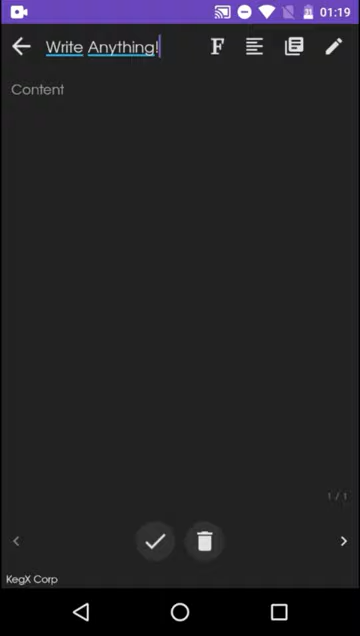 01:19
Write Anything!
F
Content
1 / 1
KegX Corp